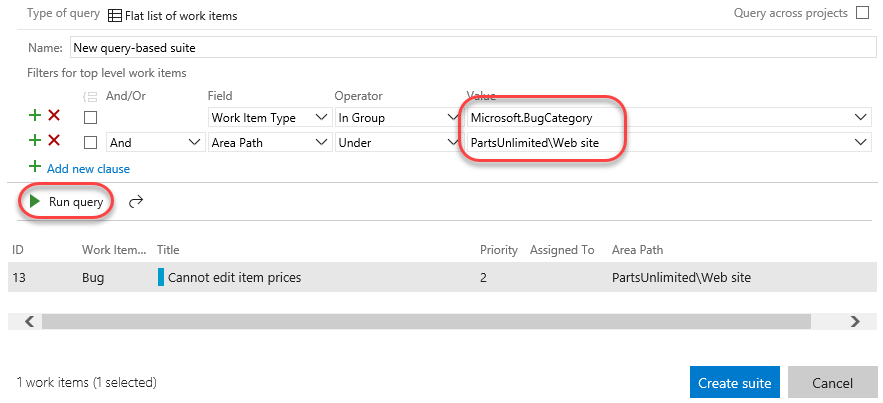 Type of query Flat list of work items Query across projects
Name: New query-based suite
Filters for top level work items
And/Or Field Operator Value
Work Item Type In Group Microsoft.BugCategory
And Area Path Under PartsUnlimited\Web site
Add new clause
Run query
ID Work Item... Title Priority Assigned To Area Path
13 Bug Cannot edit item prices 2 PartsUnlimited\Web site
1 work items (1 selected) Create suite Cancel